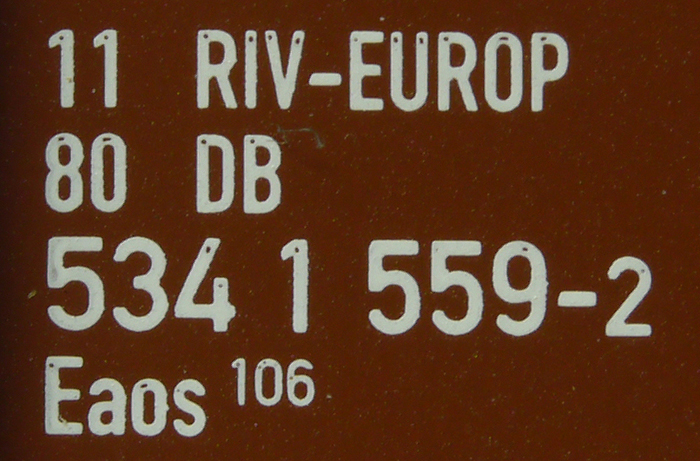 11 RIV-EUROP
80 DB
534 1 559-2
Eaos 106